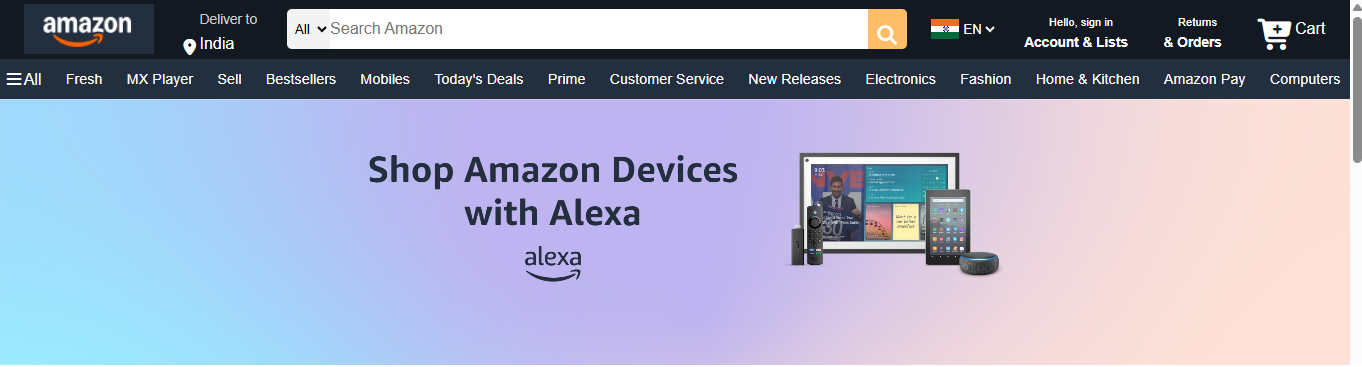 amazon
Deliver to
India
All
Search Amazon
EN
Hello, sign in
Account & Lists
Returns
& Orders
Cart
All
Fresh
MX Player
Sell
Bestsellers
Mobiles
Today's Deals
Prime
Customer Service
New Releases
Electronics
Fashion
Home & Kitchen
Amazon Pay
Computers
Shop Amazon Devices
with Alexa
alexa
8:03